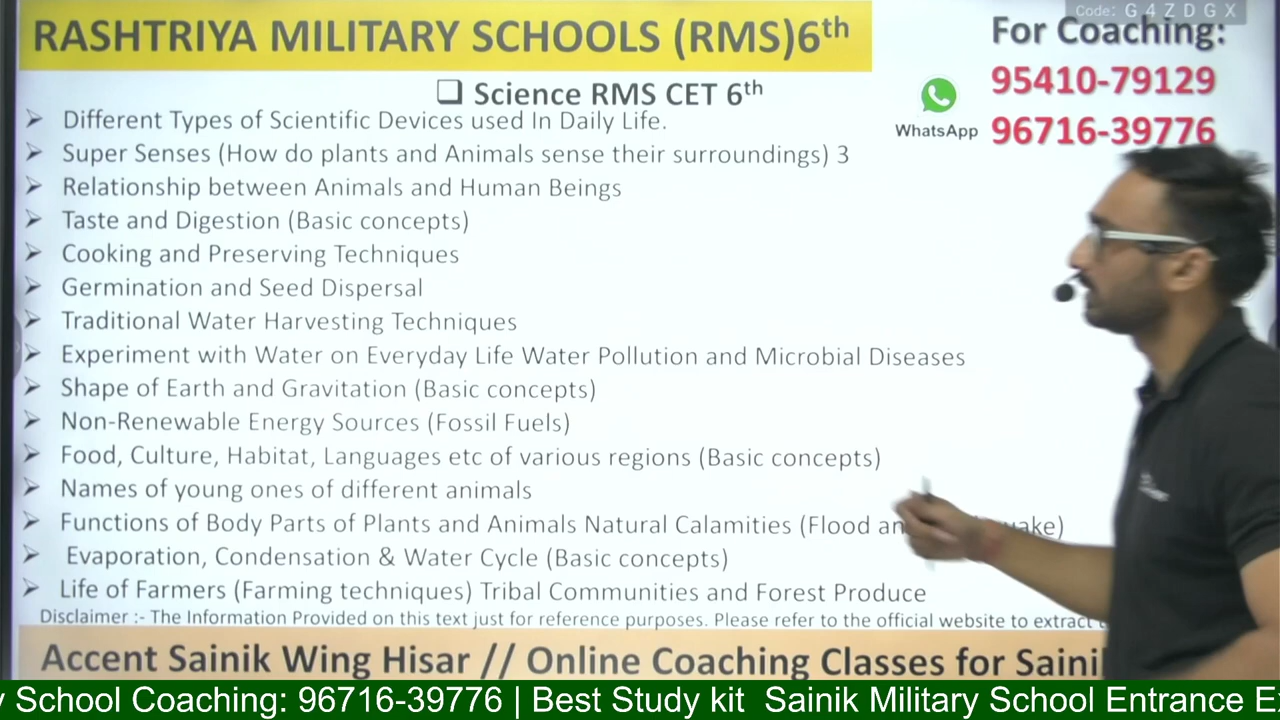 Code: G 4 Z D G X
RASHTRIYA MILITARY SCHOOLS (RMS)6th
For Coaching:
95410-79129
WhatsApp
96716-39776
❑ Science RMS CET 6th
➢ Different Types of Scientific Devices used In Daily Life.
➢ Super Senses (How do plants and Animals sense their surroundings) 3
➢ Relationship between Animals and Human Beings
➢ Taste and Digestion (Basic concepts)
➢ Cooking and Preserving Techniques
➢ Germination and Seed Dispersal
➢ Traditional Water Harvesting Techniques
➢ Experiment with Water on Everyday Life Water Pollution and Microbial Diseases
➢ Shape of Earth and Gravitation (Basic concepts)
➢ Non-Renewable Energy Sources (Fossil Fuels)
➢ Food, Culture, Habitat, Languages etc of various regions (Basic concepts)
➢ Names of young ones of different animals
➢ Functions of Body Parts of Plants and Animals Natural Calamities (Flood
➢ Evaporation, Condensation & Water Cycle (Basic concepts)
➢ Life of Farmers (Farming techniques) Tribal Communities and Forest Produce
Disclaimer :- The Information Provided on this text just for reference purposes. Please refer to the official website to extract
Accent Sainik Wing Hisar // Online Coaching Classes for
y School Coaching: 96716-39776 | Best Study kit Sainik Military School Entrance Ex